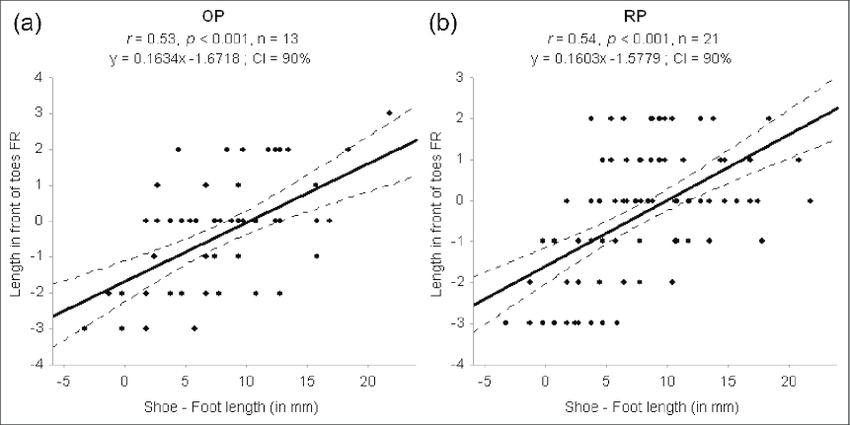 (a) OP
r = 0.53, p < 0.001, n = 13
y = 0.1634x -1.6718 ; CI = 90%
Length in front of toes FR
4
3
2
1
0
-1
-2
-3
-4
-5 0 5 10 15 20
Shoe - Foot length (in mm)
(b) RP
r = 0.54, p < 0.001, n = 21
y = 0.1603x -1.5779 ; CI = 90%
Length in front of toes FR
3
2
1
0
-1
-2
-3
-4
-5 0 5 10 15 20
Shoe - Foot length (in mm)